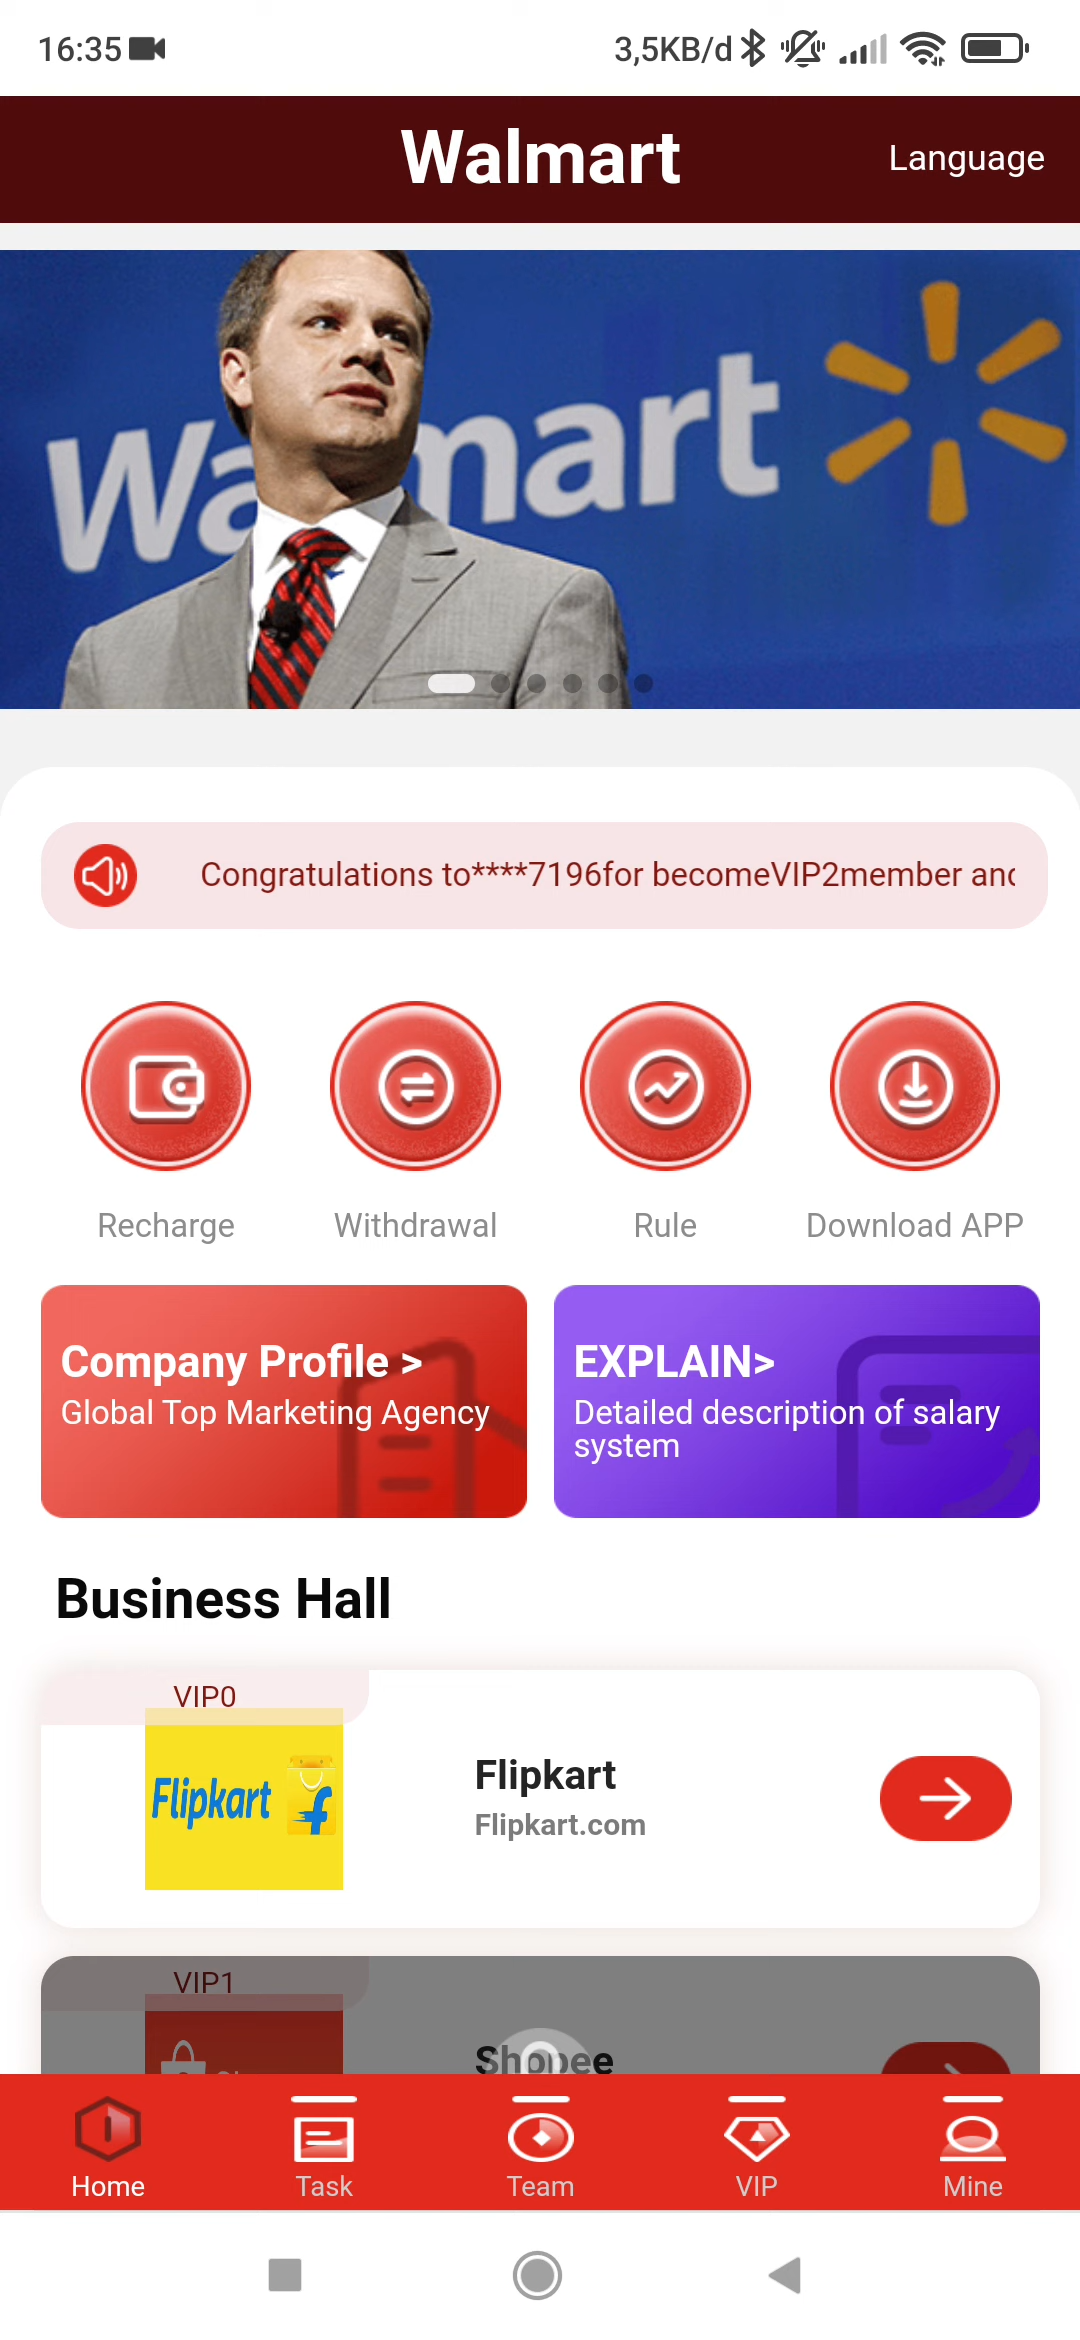 16:35
3,5KB/d
Walmart
Language
Walmart
Congratulations to****7196for becomeVIP2member
Recharge
Withdrawal
Rule
Download APP
Company Profile >
Global Top Marketing Agency
EXPLAIN>
Detailed description of salary
system
Business Hall
VIP0
Flipkart
Flipkart
Flipkart.com
VIP1
Shopee
Home
Task
Team
VIP
Mine